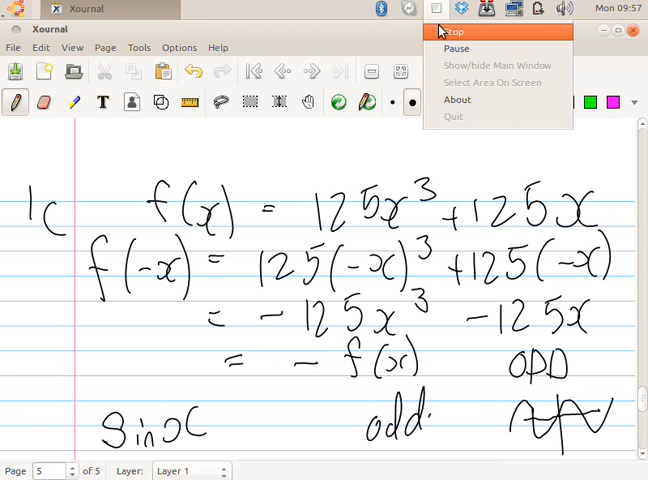 Xournal
Mon 09:57
Xournal
File Edit View Page Tools Options Help
Stop
Pause
Show/hide Main Window
Select Area On Screen
About
Quit
T
1c f(x) = 125x³ + 125x
f(-x) = 125(-x)³ + 125(-x)
= - 125x³ - 125x
= - f(x) ODD
sin x odd.
Page 5 of 5 Layer: Layer 1